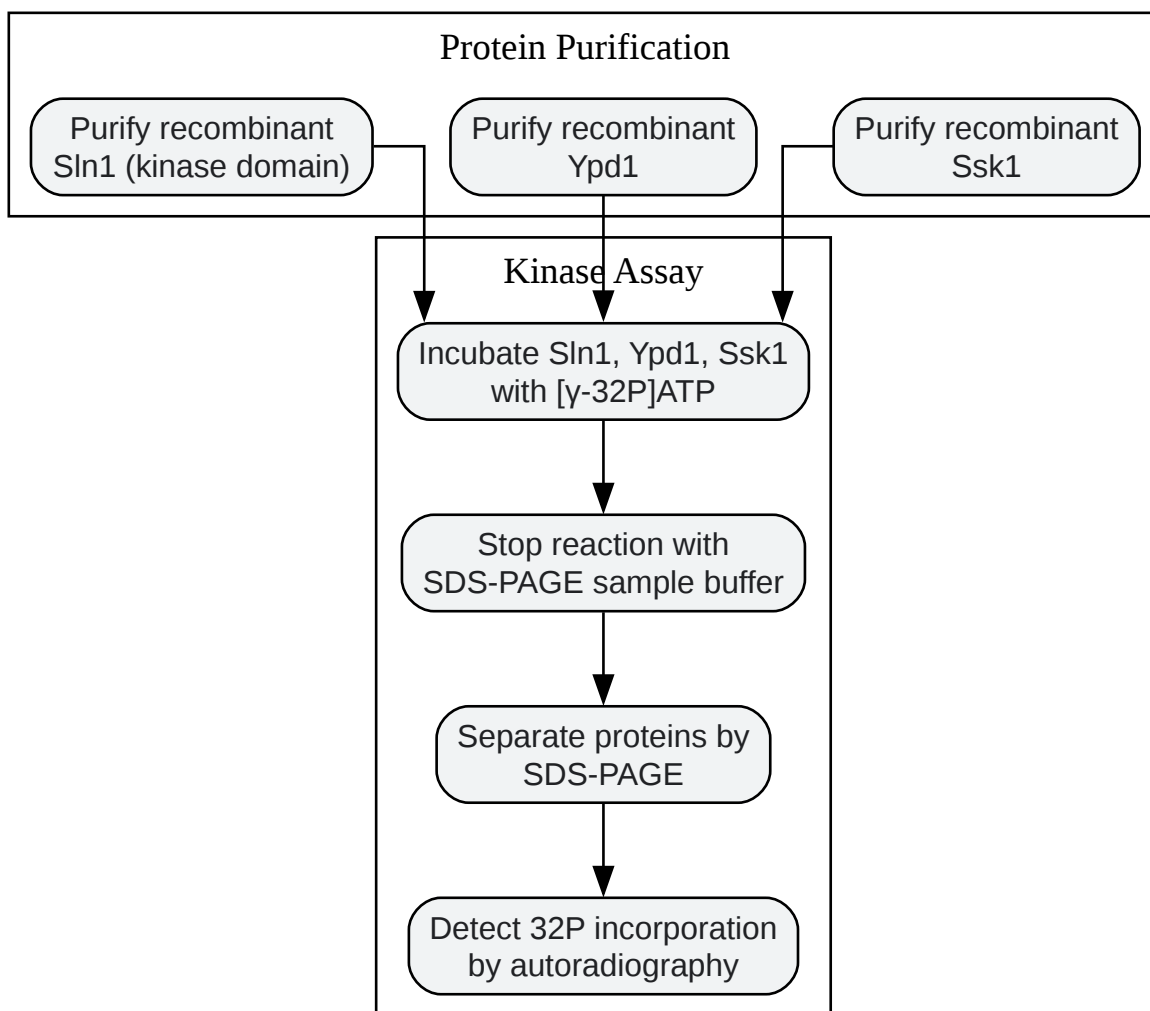 Protein Purification
Purify recombinant
Sln1 (kinase domain)
Purify recombinant
Ypd1
Purify recombinant
Ssk1
Kinase Assay
Incubate Sln1, Ypd1, Ssk1
with [γ-32P]ATP
Stop reaction with
SDS-PAGE sample buffer
Separate proteins by
SDS-PAGE
Detect 32P incorporation
by autoradiography